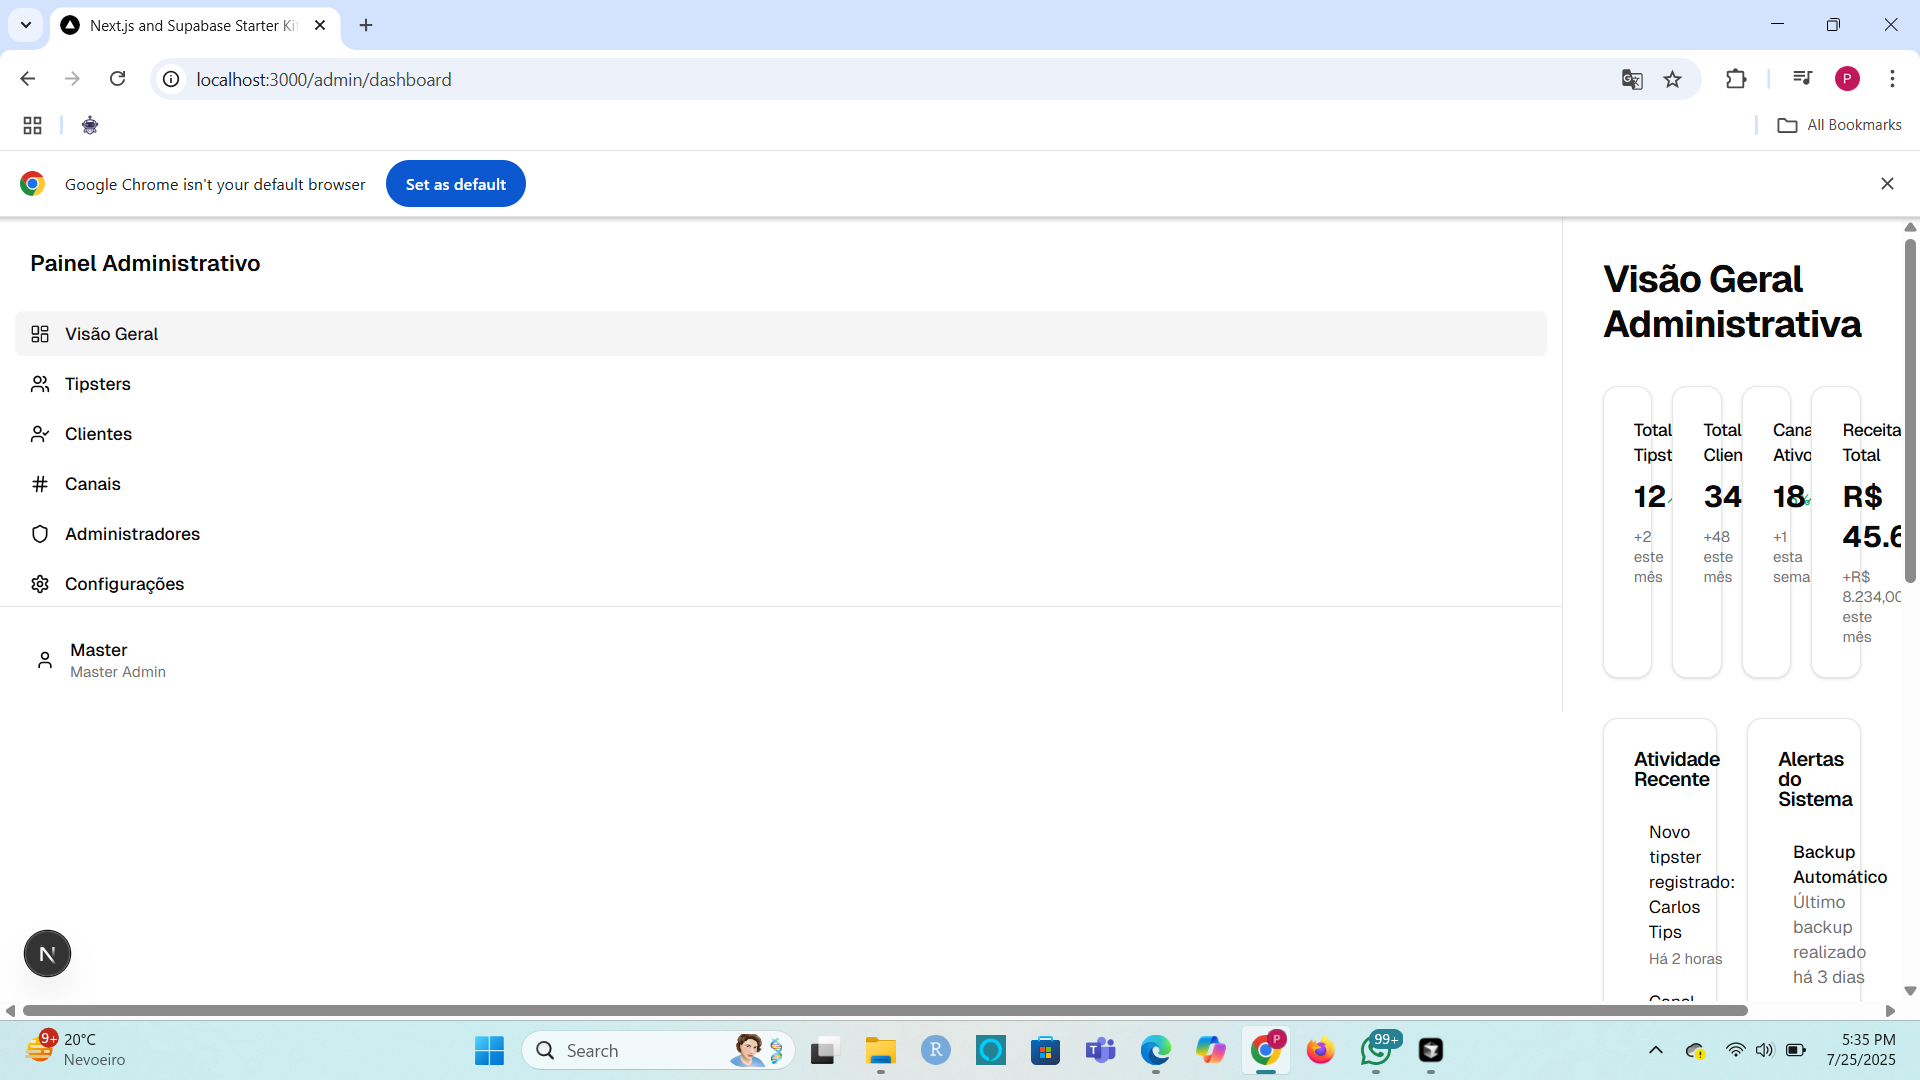 Next.js and Supabase Starter Ki
localhost:3000/admin/dashboard
P
All Bookmarks
Google Chrome isn't your default browser
Set as default
Painel Administrativo
Visão Geral
Tipsters
Clientes
Canais
Administradores
Configurações
Master
Master Admin
N
Visão Geral
Administrativa
Total
Tipst
12
+2
este
mês
Total
Clien
34
+48
este
mês
Cana
Ativo
18
+1
esta
sema
Receita
Total
R$
45.6
+R$
8.234,00
este
mês
Atividade
Recente
Novo
tipster
registrado:
Carlos
Tips
Há 2 horas
Canal
Alertas
do
Sistema
Backup
Automático
Último
backup
realizado
há 3 dias
9+
20°C
Nevoeiro
Search
R
P
99+
5:35 PM
7/25/2025